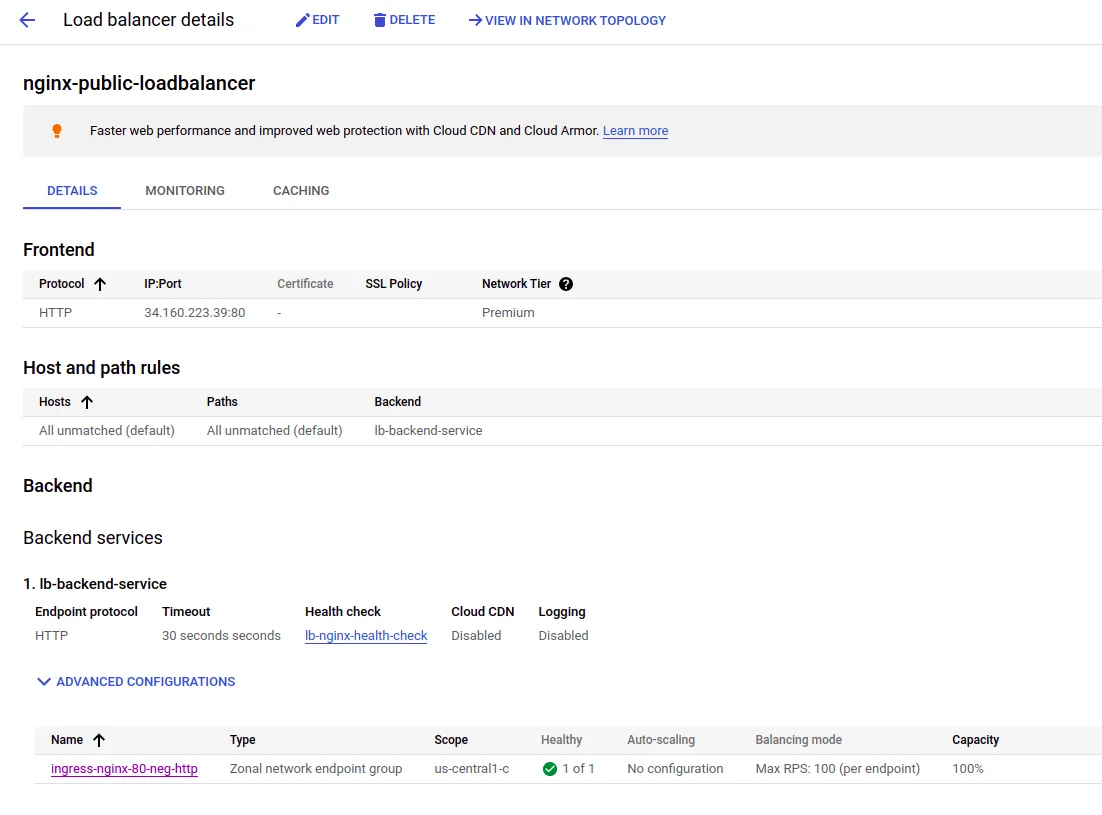 Load balancer details EDIT DELETE VIEW IN NETWORK TOPOLOGY
nginx-public-loadbalancer
Faster web performance and improved web protection with Cloud CDN and Cloud Armor. Learn more
DETAILS MONITORING CACHING
Frontend
Protocol IP:Port Certificate SSL Policy Network Tier ?
HTTP 34.160.223.39:80 - Premium
Host and path rules
Hosts Paths Backend
All unmatched (default) All unmatched (default) lb-backend-service
Backend
Backend services
1. lb-backend-service
Endpoint protocol Timeout Health check Cloud CDN Logging
HTTP 30 seconds seconds lb-nginx-health-check Disabled Disabled
ADVANCED CONFIGURATIONS
Name Type Scope Healthy Auto-scaling Balancing mode Capacity
ingress-nginx-80-neg-http Zonal network endpoint group us-central1-c 1 of 1 No configuration Max RPS: 100 (per endpoint) 100%